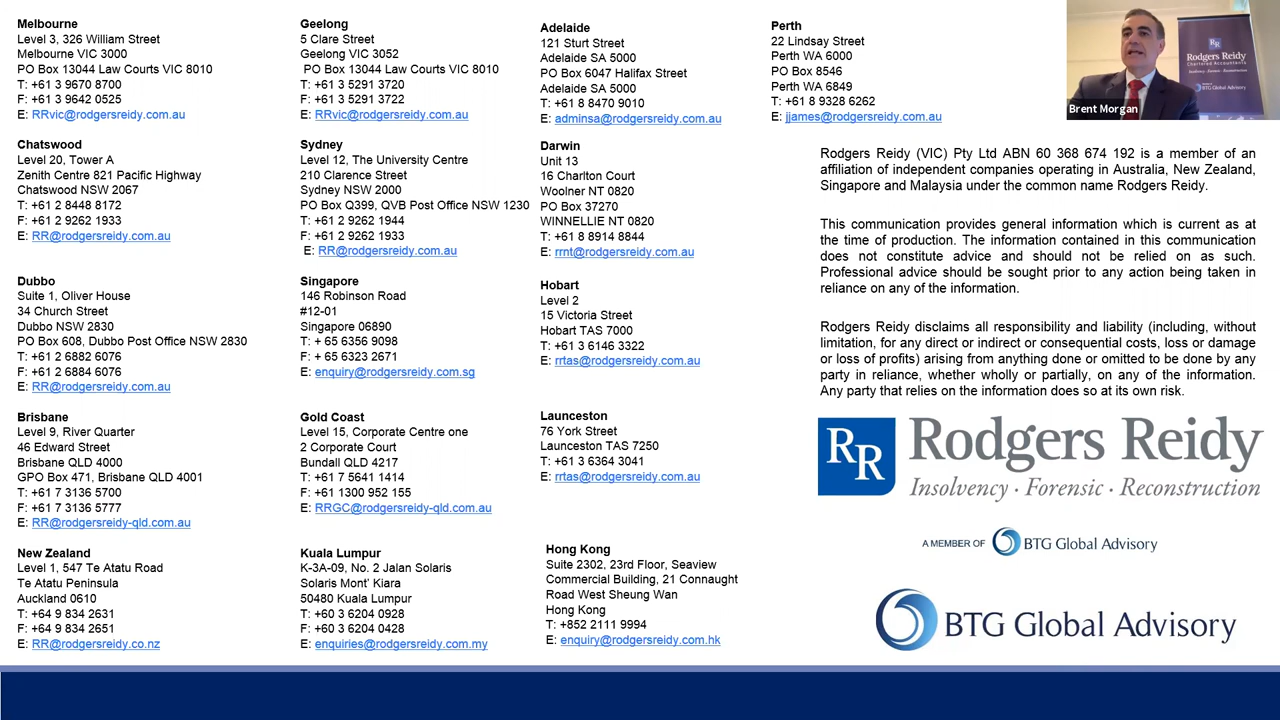 Melbourne
Level 3, 326 William Street
Melbourne VIC 3000
PO Box 13044 Law Courts VIC 8010
T: +61 3 9670 8700
F: +61 3 9642 0525
E: RRvic@rodgersreidy.com.au
Geelong
5 Clare Street
Geelong VIC 3052
PO Box 13044 Law Courts VIC 8010
T: +61 3 5291 3720
F: +61 3 5291 3722
E: RRvic@rodgersreidy.com.au
Adelaide
121 Sturt Street
Adelaide SA 5000
PO Box 6047 Halifax Street
Adelaide SA 5000
T: +61 8 8470 9010
E: adminsa@rodgersreidy.com.au
Perth
22 Lindsay Street
Perth WA 6000
PO Box 8546
Perth WA 6849
T: +61 8 9328 6262
E: jjames@rodgersreidy.com.au
Chatswood
Level 20, Tower A
Zenith Centre 821 Pacific Highway
Chatswood NSW 2067
T: +61 2 8448 8172
F: +61 2 9262 1933
E: RR@rodgersreidy.com.au
Sydney
Level 12, The University Centre
210 Clarence Street
Sydney NSW 2000
PO Box Q399, QVB Post Office NSW 1230
T: +61 2 9262 1944
F: +61 2 9262 1933
E: RR@rodgersreidy.com.au
Darwin
Unit 13
16 Charlton Court
Woolner NT 0820
PO Box 37270
WINNELLIE NT 0820
T: +61 8 8914 8844
E: rrnt@rodgersreidy.com.au
Dubbo
Suite 1, Oliver House
34 Church Street
Dubbo NSW 2830
PO Box 608, Dubbo Post Office NSW 2830
T: +61 2 6882 6076
F: +61 2 6884 6076
E: RR@rodgersreidy.com.au
Singapore
146 Robinson Road
#12-01
Singapore 06890
T: + 65 6356 9098
F: + 65 6323 2671
E: enquiry@rodgersreidy.com.sg
Hobart
Level 2
15 Victoria Street
Hobart TAS 7000
T: +61 3 6146 3322
E: rrtas@rodgersreidy.com.au
Brisbane
Level 9, River Quarter
46 Edward Street
Brisbane QLD 4000
GPO Box 471, Brisbane QLD 4001
T: +61 7 3136 5700
F: +61 7 3136 5777
E: RR@rodgersreidy-qld.com.au
Gold Coast
Level 15, Corporate Centre one
2 Corporate Court
Bundall QLD 4217
T: +61 7 5641 1414
F: +61 1300 952 155
E: RRGC@rodgersreidy-qld.com.au
Launceston
76 York Street
Launceston TAS 7250
T: +61 3 6364 3041
E: rrtas@rodgersreidy.com.au
New Zealand
Level 1, 547 Te Atatu Road
Te Atatu Peninsula
Auckland 0610
T: +64 9 834 2631
F: +64 9 834 2651
E: RR@rodgersreidy.co.nz
Kuala Lumpur
K-3A-09, No. 2 Jalan Solaris
Solaris Mont' Kiara
50480 Kuala Lumpur
T: +60 3 6204 0928
F: +60 3 6204 0428
E: enquiries@rodgersreidy.com.my
Hong Kong
Suite 2302, 23rd Floor, Seaview
Commercial Building, 21 Connaught
Road West Sheung Wan
Hong Kong
T: +852 2111 9994
E: enquiry@rodgersreidy.com.hk
RR
Rodgers Reidy
Chartered Accountants
Insolvency · Forensic · Reconstruction
BTG Global Advisory
Brent Morgan
Rodgers Reidy (VIC) Pty Ltd ABN 60 368 674 192 is a member of an
affiliation of independent companies operating in Australia, New Zealand,
Singapore and Malaysia under the common name Rodgers Reidy.
This communication provides general information which is current as at
the time of production. The information contained in this communication
does not constitute advice and should not be relied on as such.
Professional advice should be sought prior to any action being taken in
reliance on any of the information.
Rodgers Reidy disclaims all responsibility and liability (including, without
limitation, for any direct or indirect or consequential costs, loss or damage
or loss of profits) arising from anything done or omitted to be done by any
party in reliance, whether wholly or partially, on any of the information.
Any party that relies on the information does so at its own risk.
RR
Rodgers Reidy
Insolvency · Forensic · Reconstruction
A MEMBER OF BTG Global Advisory
BTG Global Advisory